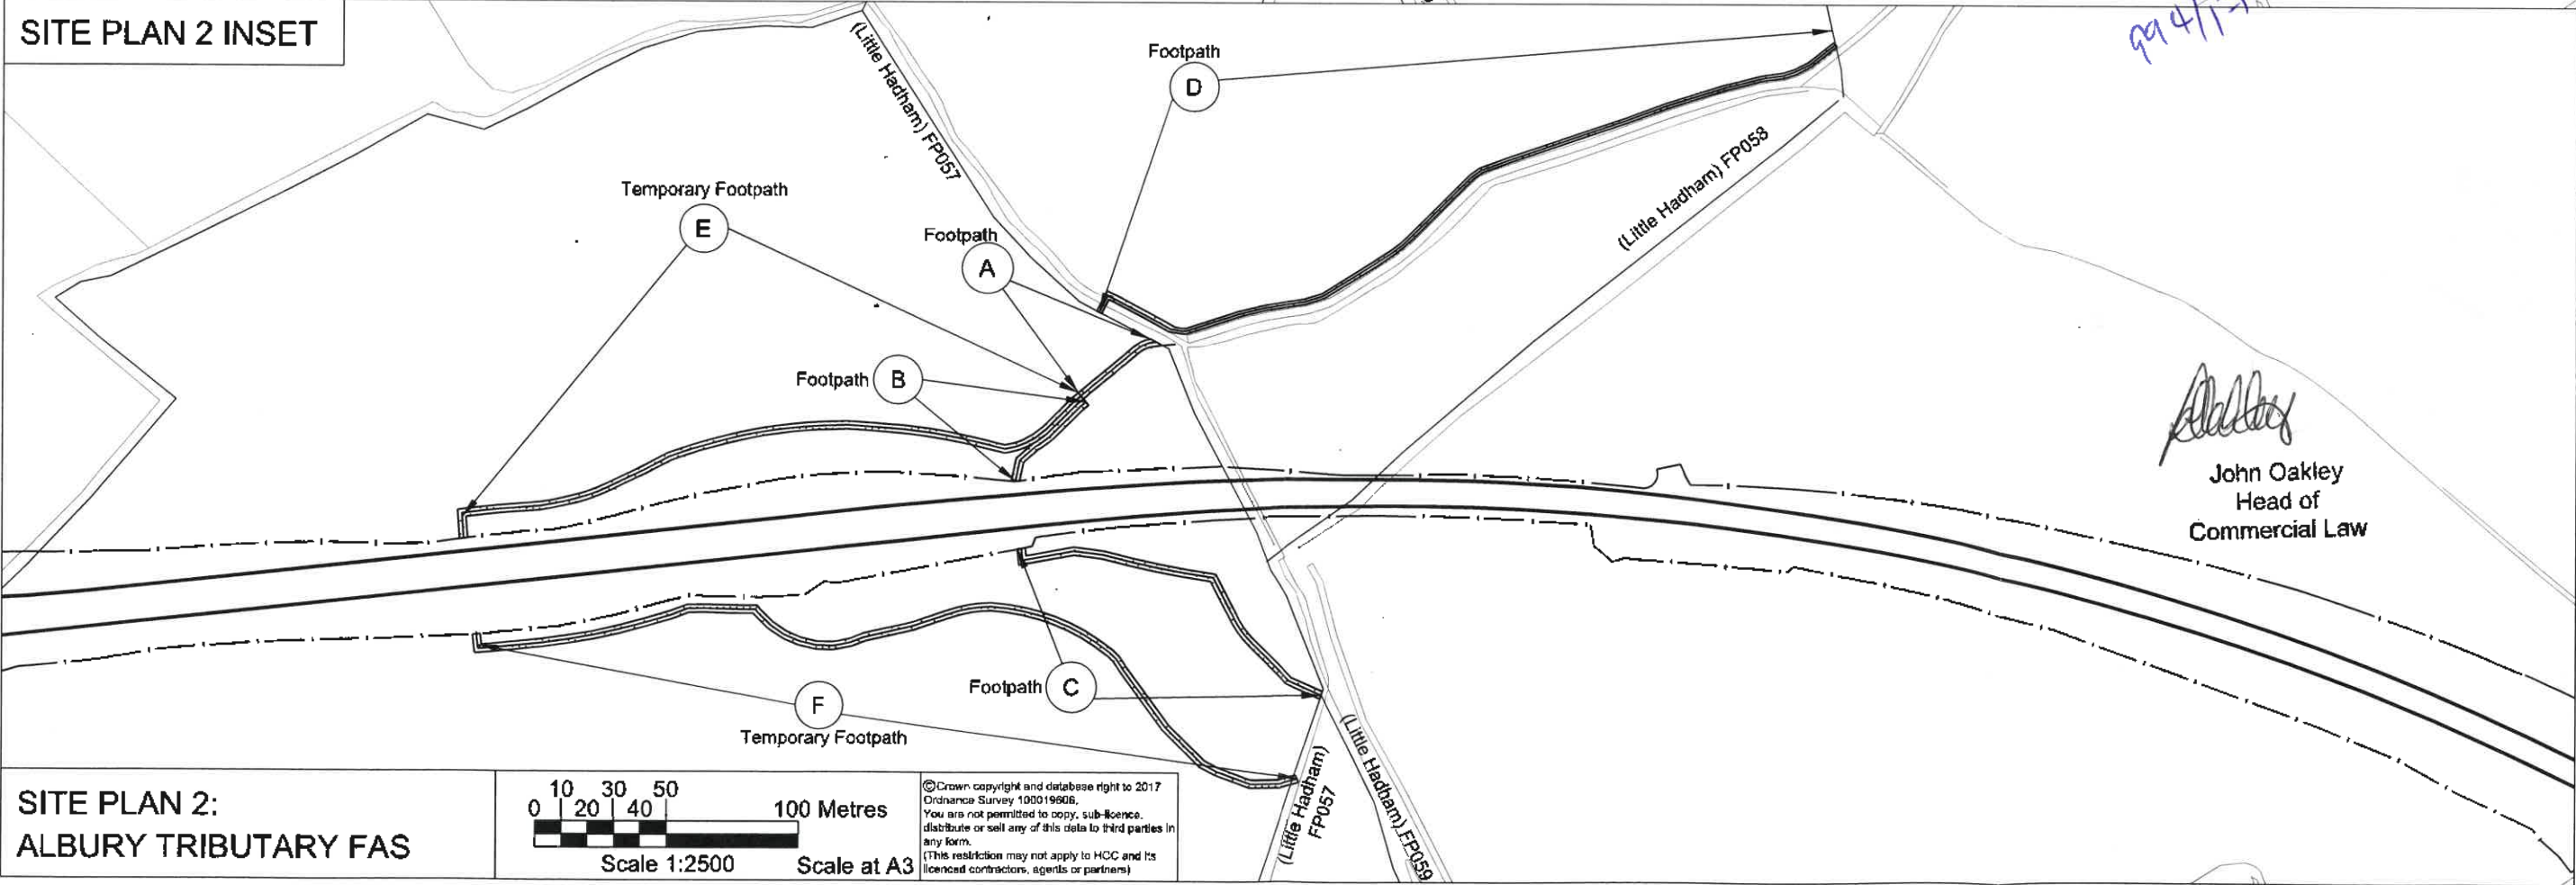 SITE PLAN 2 INSET
(Little Hadham) FP057
Footpath
D
(Little Hadham) FP058
Temporary Footpath
E
Footpath
A
Footpath
B
John Oakley
Head of
Commercial Law
Footpath
C
F
Temporary Footpath
(Little Hadham)
FP057
(Little Hadham) FP059
SITE PLAN 2:
ALBURY TRIBUTARY FAS
10 30 50
0 20 40 100 Metres
Scale 1:2500 Scale at A3
©Crown copyright and database right to 2017
Ordnance Survey 100019606,
You are not permitted to copy, sub-licence,
distribute or sell any of this data to third parties in
any form.
(This restriction may not apply to HCC and its
licenced contractors, agents or partners)